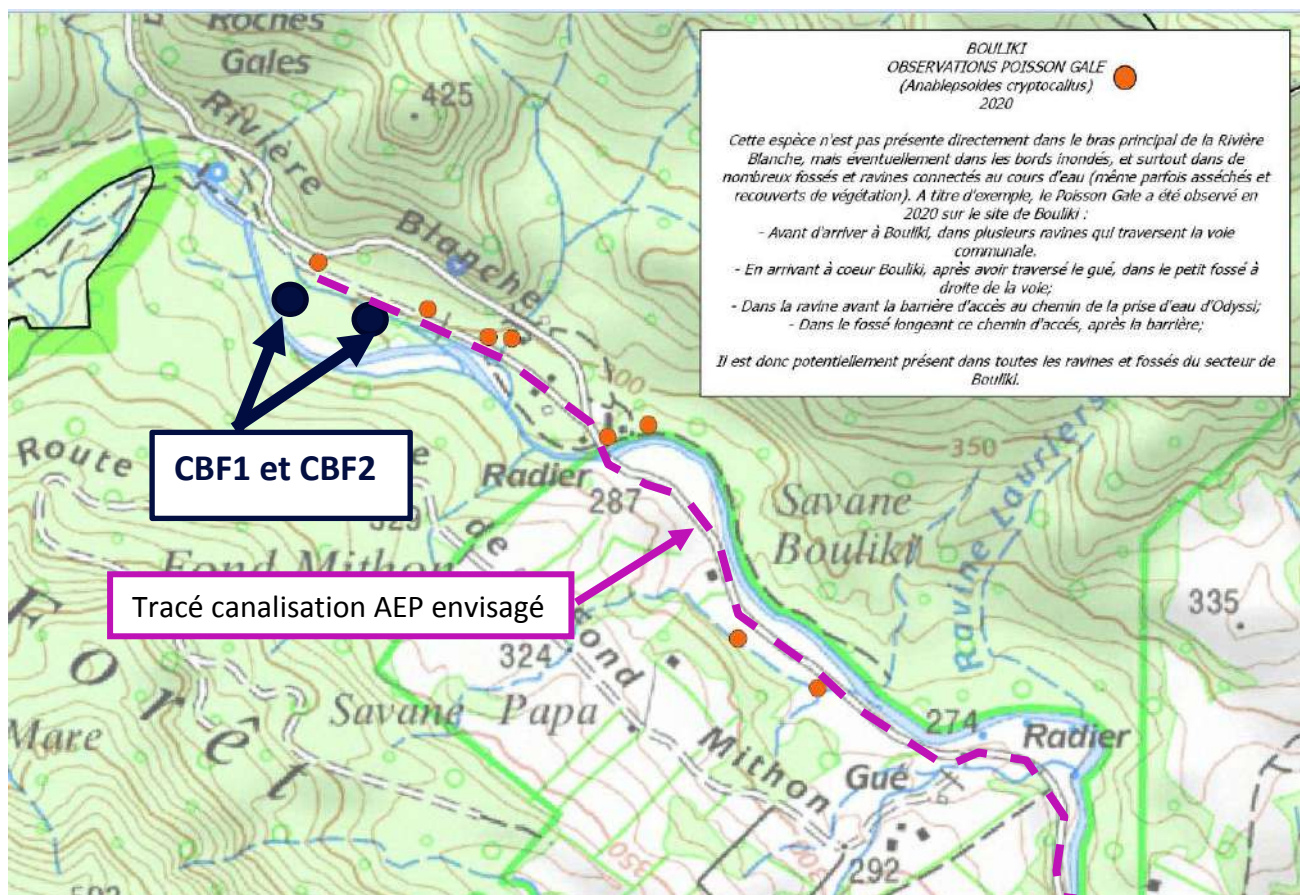 Roches
Gales
425
Rivière
Blanche
BOULIKI
OBSERVATIONS POISSON GALE
(Anablepsoides cryptocallus)
2020
Cette espèce n'est pas présente directement dans le bras principal de la Rivière
Blanche, mais éventuellement dans les bords inondés, et surtout dans de
nombreux fossés et ravines connectés au cours d'eau (même parfois asséchés et
recouverts de végétation). A titre d'exemple, le Poisson Gale a été observé en
2020 sur le site de Bouliki :
- Avant d'arriver à Bouliki, dans plusieurs ravines qui traversent la voie
communale.
- En arrivant à coeur Bouliki, après avoir traversé le gué, dans le petit fossé à
droite de la voie;
- Dans la ravine avant la barrière d'accès au chemin de la prise d'eau d'Odyssi;
- Dans le fossé longeant ce chemin d'accés, après la barrière;
Il est donc potentiellement présent dans toutes les ravines et fossés du secteur de
Bouliki.
300
CBF1 et CBF2
Route
de
Radier
287
350
Savane
Bouliki
Ravine Lauriers
Fond Mithon
Tracé canalisation AEP envisagé
335
324
Fond
Mithon
Savane Papa
Forêt
Mare
274
Radier
Gué
350
300
292